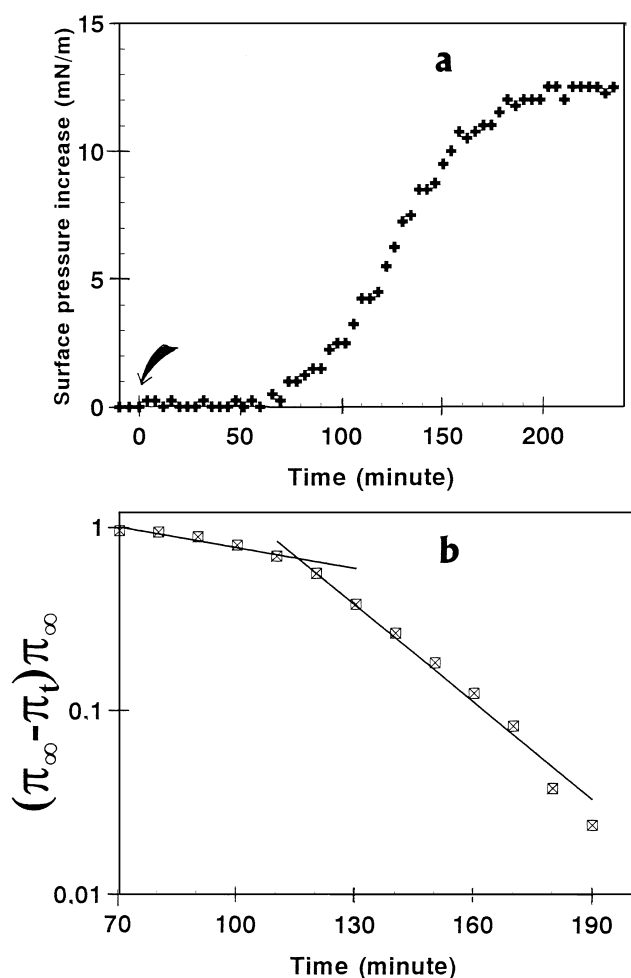 15
a
10
5
0
Surface pressure increase (mN/m)
0 50 100 150 200
Time (minute)
1
b
0.1
0.01
(π∞-πt)π∞
70 100 130 160 190
Time (minute)